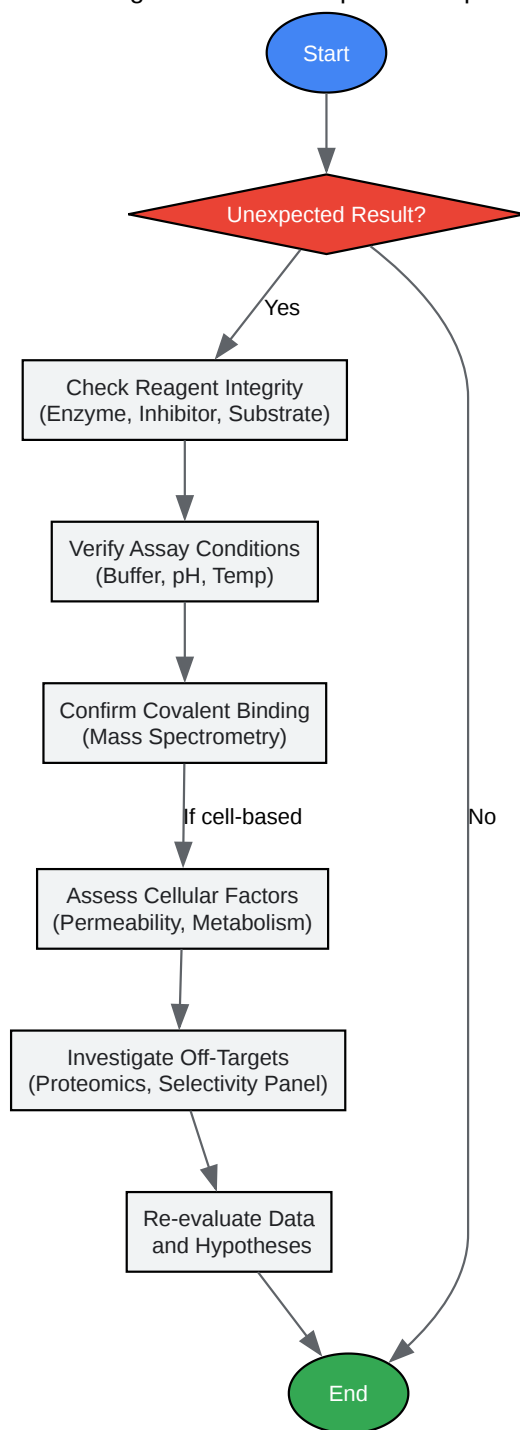 Start
Unexpected Result?
Yes
Check Reagent Integrity
(Enzyme, Inhibitor, Substrate)
Verify Assay Conditions
(Buffer, pH, Temp)
Confirm Covalent Binding
(Mass Spectrometry)
If cell-based
No
Assess Cellular Factors
(Permeability, Metabolism)
Investigate Off-Targets
(Proteomics, Selectivity Panel)
Re-evaluate Data
and Hypotheses
End